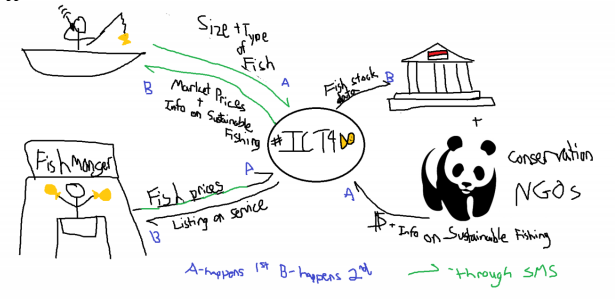 Size + Type
of
Fish
A
B
Market Prices
+
Info on Sustainable
Fishing
Fish stock
B
+
#ICT4D
Conservation
NGOs
Fish Monger
A
Fish prices
Listing on service
B
A
$ + Info on Sustainable Fishing
A-happens 1st B-happens 2nd
-through SMS